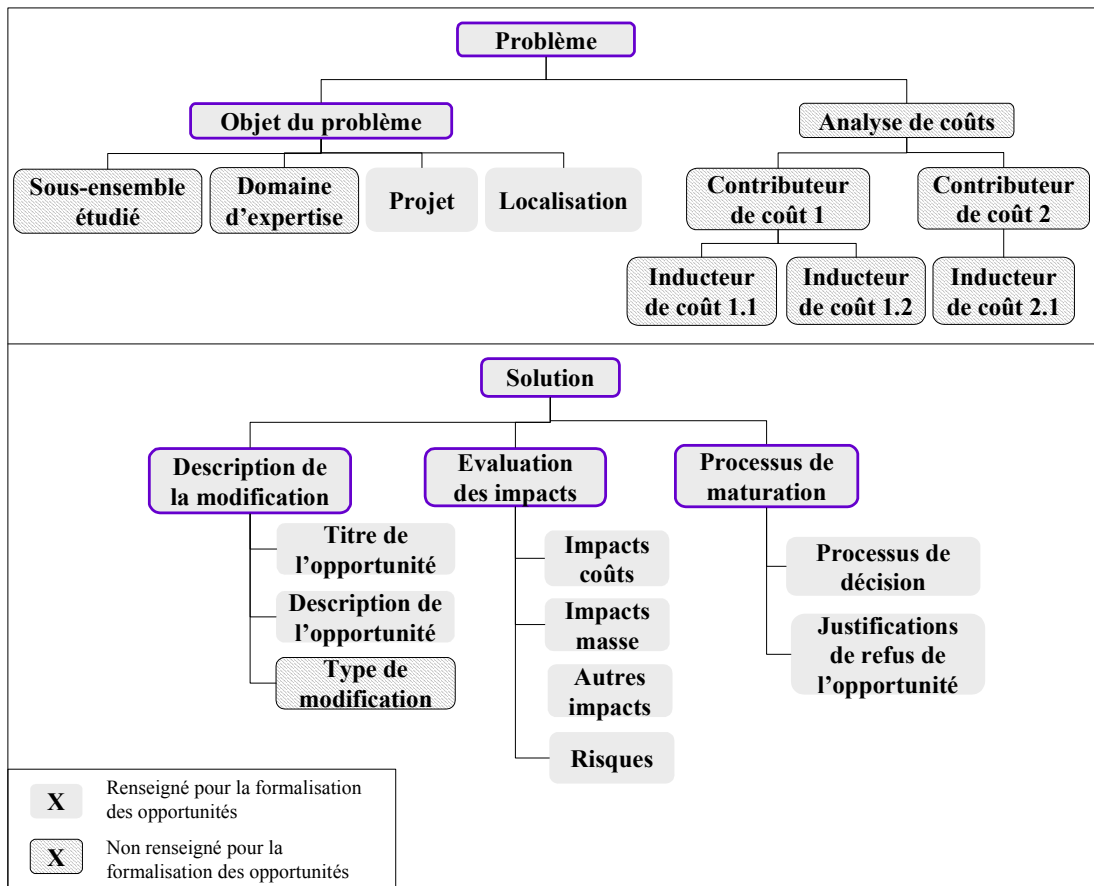 Problème
Objet du problème
Analyse de coûts
Sous-ensemble
étudié
Domaine
d’expertise
Projet
Localisation
Contributeur
de coût 1
Contributeur
de coût 2
Inducteur
de coût 1.1
Inducteur
de coût 1.2
Inducteur
de coût 2.1
Solution
Description de
la modification
Evaluation
des impacts
Processus de
maturation
Titre de
l’opportunité
Description de
l’opportunité
Type de
modification
Impacts
coûts
Impacts
masse
Autres
impacts
Risques
Processus de
décision
Justifications
de refus de
l’opportunité
X
Renseigné pour la formalisation
des opportunités
X
Non renseigné pour la
formalisation des opportunités